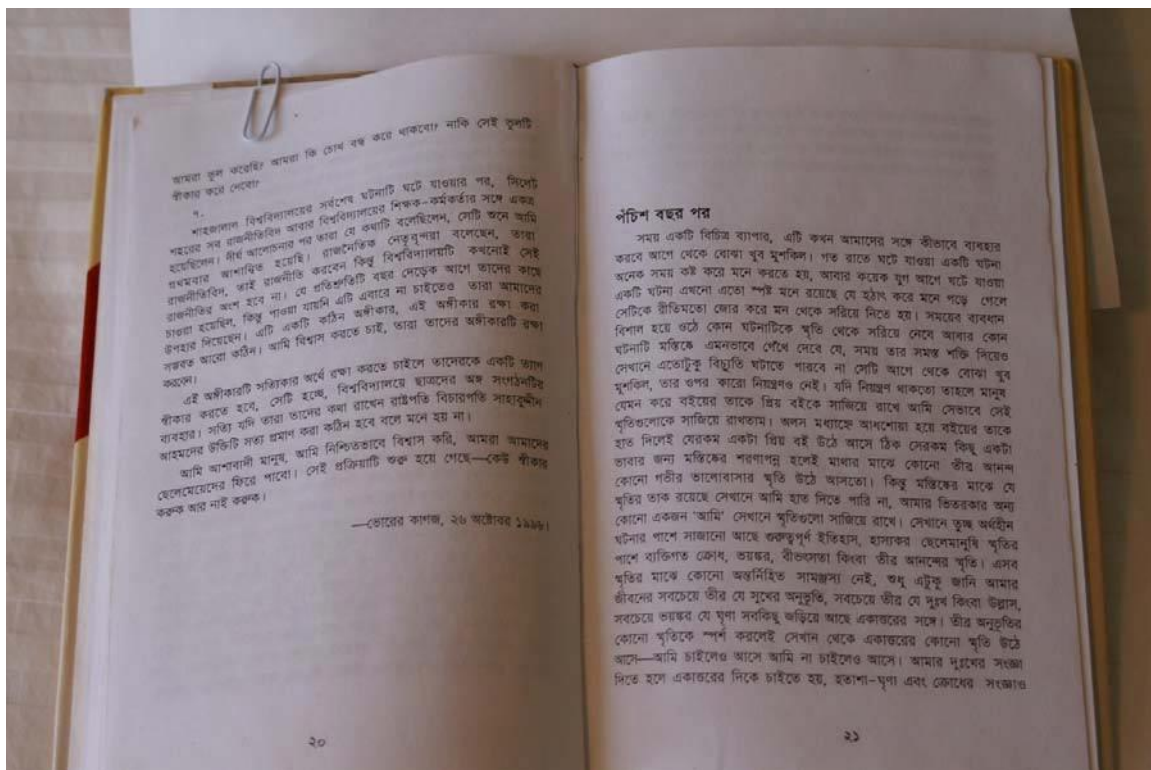 আমরা ভুল করেছি? আমরা কি চোখ বন্ধ করে থাকবো? নাকি সেই ভুলটি
স্বীকার করে নেবো?
৭.
শাহজালাল বিশ্ববিদ্যালয়ের সর্বশেষ ঘটনাটি ঘটে যাওয়ার পর, সিলেট
শহরের সব রাজনীতিবিদ আবার বিশ্ববিদ্যালয়ের শিক্ষক-কর্মকর্তার সঙ্গে একত্র
হয়েছিলেন। দীর্ঘ আলোচনার পর তারা যে কথাটি বলেছিলেন, সেটি শুনে আমি
প্রথমবার আশান্বিত হয়েছি। রাজনৈতিক নেতৃবৃন্দরা বলেছেন, তারা
রাজনীতিবিদ, তাই রাজনীতি করবেন কিন্তু বিশ্ববিদ্যালয়টি কখনোই সেই
রাজনীতির অংশ হবে না। যে প্রতিশ্রুতিটি বছর দেড়েক আগে তাদের কাছে
চাওয়া হয়েছিল, কিন্তু পাওয়া যায়নি এটি এবারে না চাইতেও তারা আমাদের
উপহার দিয়েছেন। এটি একটি কঠিন অঙ্গীকার, এই অঙ্গীকার রক্ষা করা
সম্ভবত আরো কঠিন। আমি বিশ্বাস করতে চাই, তারা তাদের অঙ্গীকারটি রক্ষা
করবেন।
এই অঙ্গীকারটি সত্যিকার অর্থে রক্ষা করতে চাইলে তাদেরকে একটি ত্যাগ
স্বীকার করতে হবে, সেটি হচ্ছে, বিশ্ববিদ্যালয়ে ছাত্রদের অঙ্গ সংগঠনটির
ব্যবহার। সত্যি যদি তারা তাদের কথা রাখেন রাষ্ট্রপতি বিচারপতি সাহাবুদ্দীন
আহমদের উক্তিটি সত্য প্রমাণ করা কঠিন হবে বলে মনে হয় না।
আমি আশাবাদী মানুষ, আমি নিশ্চিতভাবে বিশ্বাস করি, আমরা আমাদের
ছেলেমেয়েদের ফিরে পাবো। সেই প্রক্রিয়াটি শুরু হয়ে গেছে—কেউ স্বীকার
করুক আর নাই করুক।
—ভোরের কাগজ, ২৬ অক্টোবর ১৯৯৮।
২০
পঁচিশ বছর পর
সময় একটি বিচিত্র ব্যাপার, এটি কখন আমাদের সঙ্গে কীভাবে ব্যবহার
করবে আগে থেকে বোঝা খুব মুশকিল। গত রাতে ঘটে যাওয়া একটি ঘটনা
অনেক সময় কষ্ট করে মনে করতে হয়, আবার কয়েক যুগ আগে ঘটে যাওয়া
একটি ঘটনা এখনো এতো স্পষ্ট মনে রয়েছে যে হঠাৎ করে মনে পড়ে গেলে
সেটিকে রীতিমতো জোর করে মন থেকে সরিয়ে নিতে হয়। সময়ের ব্যবধান
বিশাল হয়ে ওঠে কোন ঘটনাটিকে স্মৃতি থেকে সরিয়ে নেবে আবার কোন
ঘটনাটি মস্তিষ্কে এমনভাবে গেঁথে দেবে যে, সময় তার সমস্ত শক্তি দিয়েও
সেখানে এতোটুকু বিচ্যুতি ঘটাতে পারবে না সেটি আগে থেকে বোঝা খুব
মুশকিল, তার ওপর কারো নিয়ন্ত্রণও নেই। যদি নিয়ন্ত্রণ থাকতো তাহলে মানুষ
যেমন করে বইয়ের তাকে প্রিয় বইকে সাজিয়ে রাখে আমি সেভাবে সেই
স্মৃতিগুলোকে সাজিয়ে রাখতাম। অলস মধ্যাহ্নে আধশোয়া হয়ে বইয়ের তাকে
হাত দিলেই যেরকম একটা প্রিয় বই উঠে আসে ঠিক সেরকম কিছু একটা
ভাবার জন্য মস্তিষ্কের শরণাপন্ন হলেই মাথার মাঝে কোনো তীব্র আনন্দ
কোনো গভীর ভালোবাসার স্মৃতি উঠে আসতো। কিন্তু মস্তিষ্কের মাঝে যে
স্মৃতির তাক রয়েছে সেখানে আমি হাত দিতে পারি না, আমার ভিতরকার অন্য
কোনো একজন ‘আমি’ সেখানে স্মৃতিগুলো সাজিয়ে রাখে। সেখানে তুচ্ছ অর্থহীন
ঘটনার পাশে সাজানো আছে গুরুত্বপূর্ণ ইতিহাস, হাস্যকর ছেলেমানুষি স্মৃতির
পাশে ব্যক্তিগত ক্রোধ, ভয়ঙ্কর, বীভৎসতা কিংবা তীব্র আনন্দের স্মৃতি। এসব
স্মৃতির মাঝে কোনো অন্তর্নিহিত সামঞ্জস্য নেই, শুধু এটুকু জানি আমার
জীবনের সবচেয়ে তীব্র যে সুখের অনুভূতি, সবচেয়ে তীব্র যে দুঃখ কিংবা উল্লাস,
সবচেয়ে ভয়ঙ্কর যে ঘৃণা সবকিছু জড়িয়ে আছে একাত্তরের সঙ্গে। তীব্র অনুভূতির
কোনো স্মৃতিকে স্পর্শ করলেই সেখান থেকে একাত্তরের কোনো স্মৃতি উঠে
আসে—আমি চাইলেও আসে আমি না চাইলেও আসে। আমার দুঃখের সংজ্ঞা
দিতে হলে একাত্তরের দিকে চাইতে হয়, হতাশা-ঘৃণা এবং ক্রোধের সংজ্ঞাও
২১